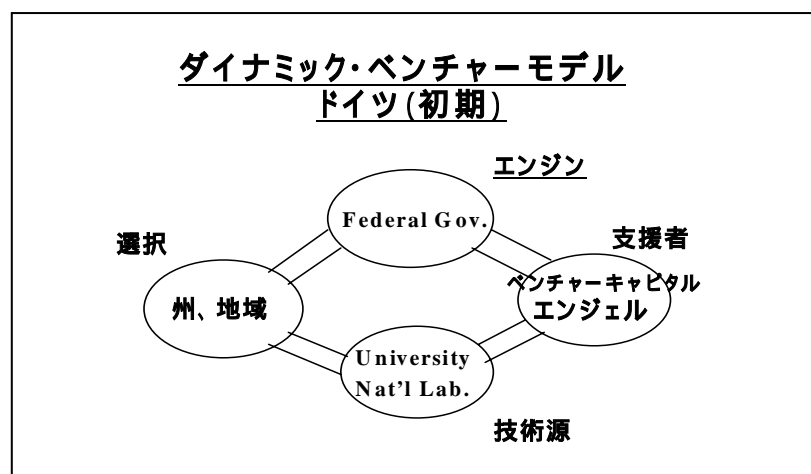 ダイナミック・ベンチャーモデル
ドイツ(初期)
エンジン
Federal Gov.
選択
支援者
州、地域
ベンチャーキャピタル
エンジェル
University
Nat'l Lab.
技術源